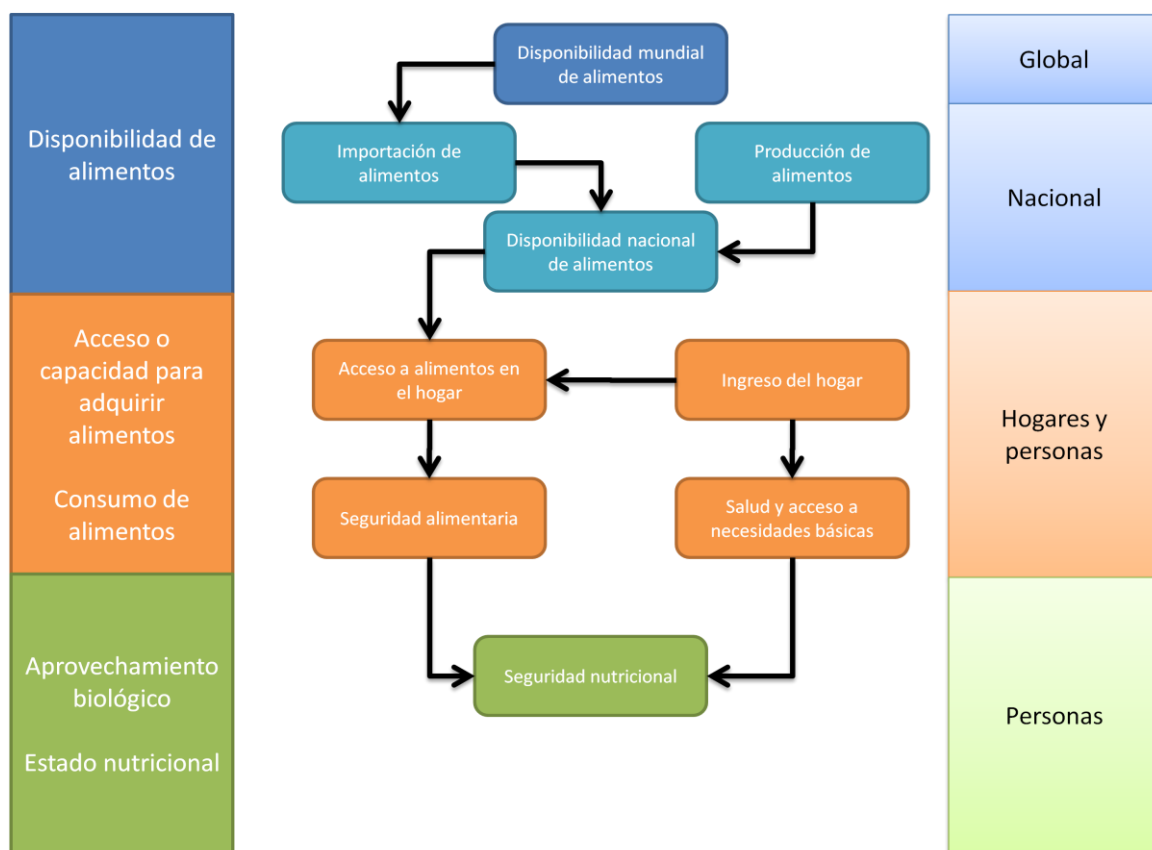 Disponibilidad de
alimentos
Acceso o
capacidad para
adquirir
alimentos
Consumo de
alimentos
Aprovechamiento
biológico
Estado nutricional
Disponibilidad mundial
de alimentos
Importación de
alimentos
Producción de
alimentos
Disponibilidad nacional
de alimentos
Acceso a alimentos en
el hogar
Ingreso del hogar
Seguridad alimentaria
Salud y acceso a
necesidades básicas
Seguridad nutricional
Global
Nacional
Hogares y
personas
Personas